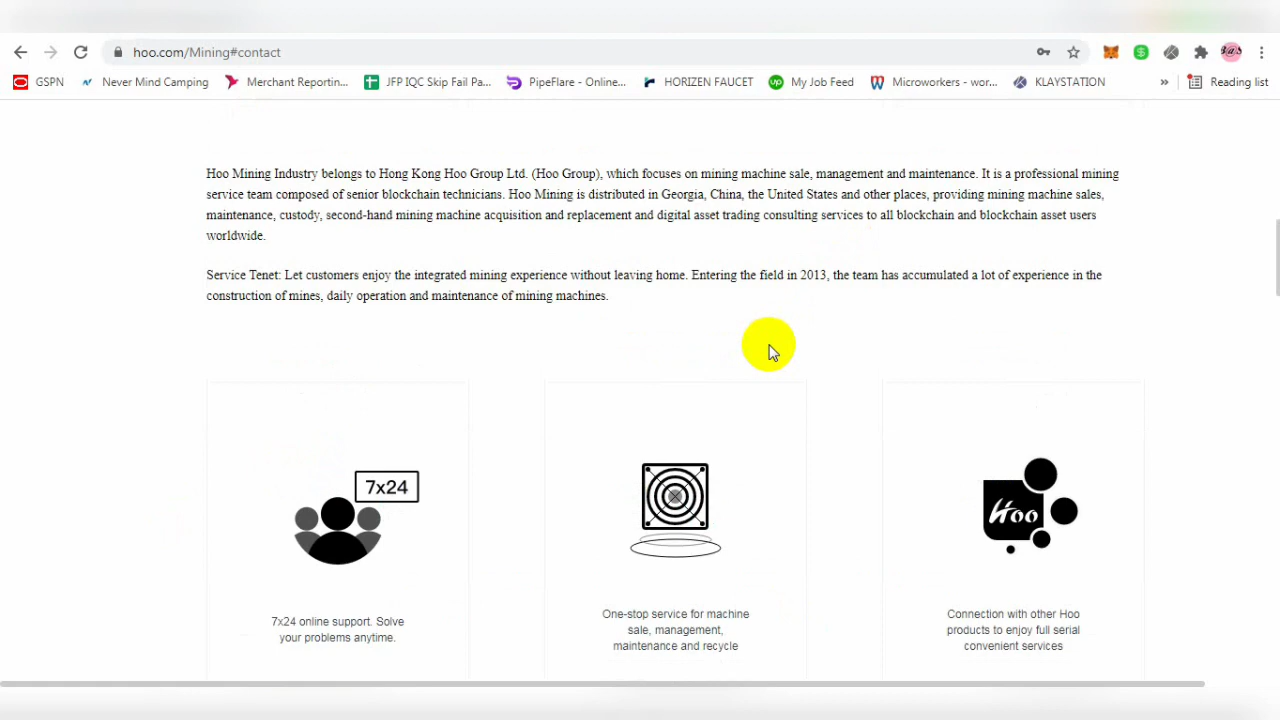 hoo.com/Mining#contact
GSPN
Never Mind Camping
Merchant Reportin...
JFP IQC Skip Fail Pa...
PipeFlare - Online...
HORIZEN FAUCET
My Job Feed
Microworkers - wor...
KLAYSTATION
»
Reading list
Hoo Mining Industry belongs to Hong Kong Hoo Group Ltd. (Hoo Group), which focuses on mining machine sale, management and maintenance. It is a professional mining
service team composed of senior blockchain technicians. Hoo Mining is distributed in Georgia, China, the United States and other places, providing mining machine sales,
maintenance, custody, second-hand mining machine acquisition and replacement and digital asset trading consulting services to all blockchain and blockchain asset users
worldwide.
Service Tenet: Let customers enjoy the integrated mining experience without leaving home. Entering the field in 2013, the team has accumulated a lot of experience in the
construction of mines, daily operation and maintenance of mining machines.
7x24
7x24 online support. Solve
your problems anytime.
One-stop service for machine
sale, management,
maintenance and recycle
Hoo
Connection with other Hoo
products to enjoy full serial
convenient services